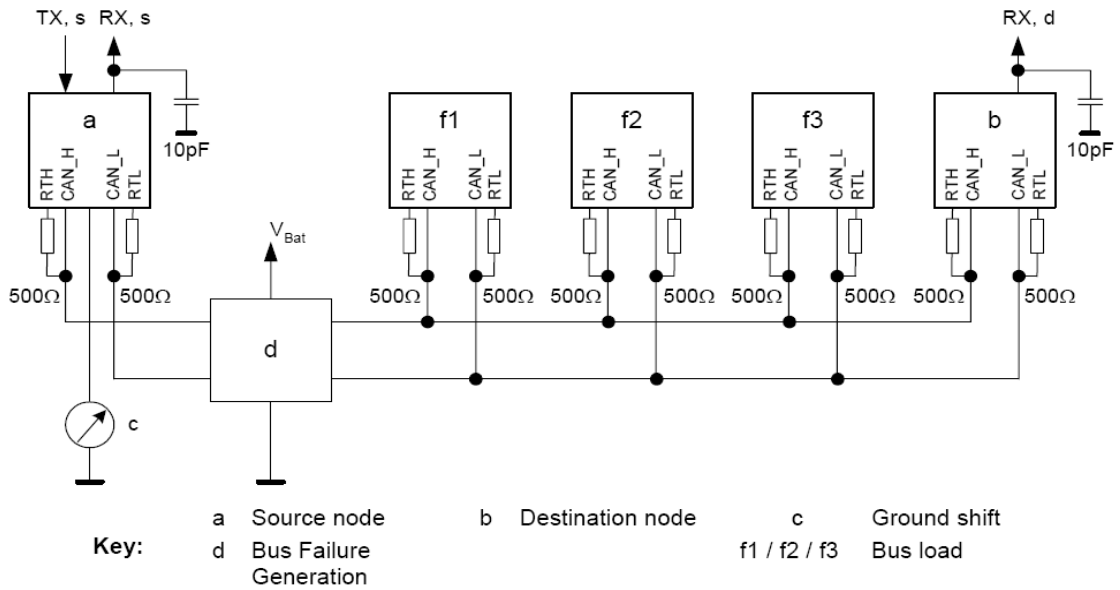 TX, s RX, s RX, d
a f1 f2 f3 b
10pF 10pF
RTH CAN_H CAN_L RTL RTH CAN_H CAN_L RTL RTH CAN_H CAN_L RTL RTH CAN_H CAN_L RTL RTH CAN_H CAN_L RTL
VBat
500Ω 500Ω 500Ω 500Ω 500Ω 500Ω 500Ω 500Ω 500Ω 500Ω
d
c
a Source node b Destination node c Ground shift
Key: d Bus Failure f1 / f2 / f3 Bus load
Generation